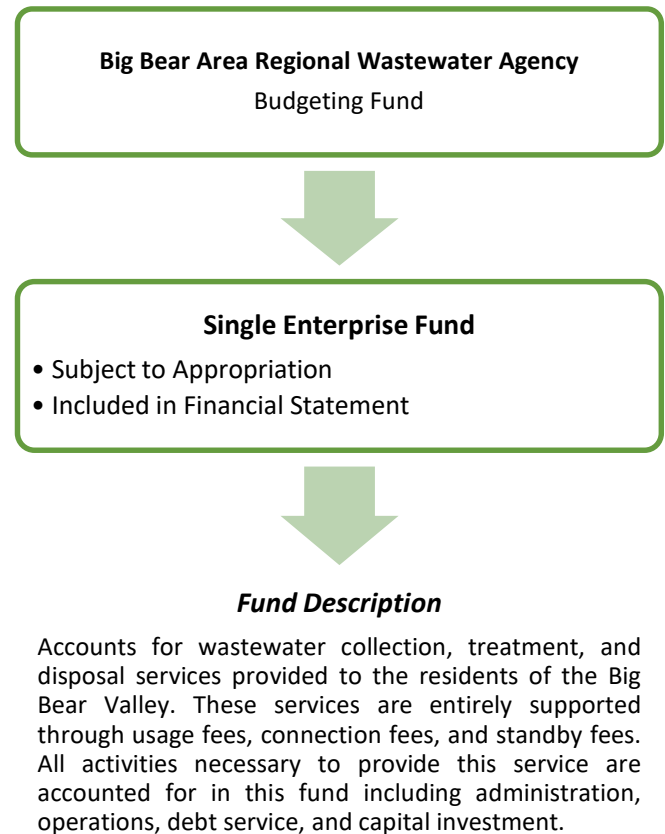 Big Bear Area Regional Wastewater Agency
Budgeting Fund
Single Enterprise Fund
• Subject to Appropriation
• Included in Financial Statement
Fund Description
Accounts for wastewater collection, treatment, and
disposal services provided to the residents of the Big
Bear Valley. These services are entirely supported
through usage fees, connection fees, and standby fees.
All activities necessary to provide this service are
accounted for in this fund including administration,
operations, debt service, and capital investment.